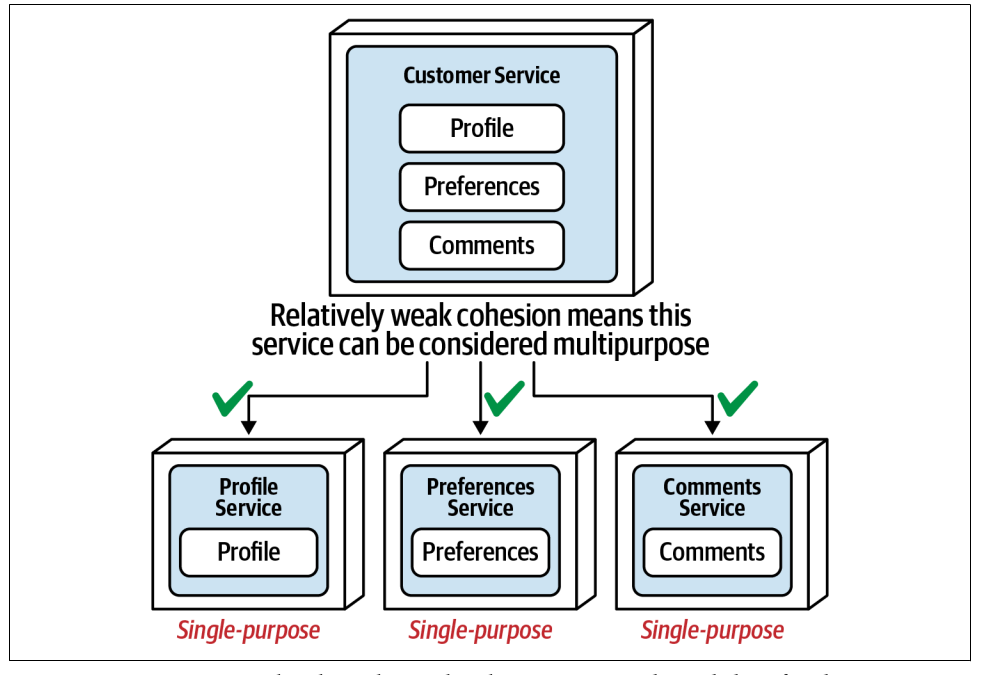 Customer Service
Profile
Preferences
Comments
Relatively weak cohesion means this
service can be considered multipurpose
Profile
Service
Profile
Single-purpose
Preferences
Service
Preferences
Single-purpose
Comments
Service
Comments
Single-purpose